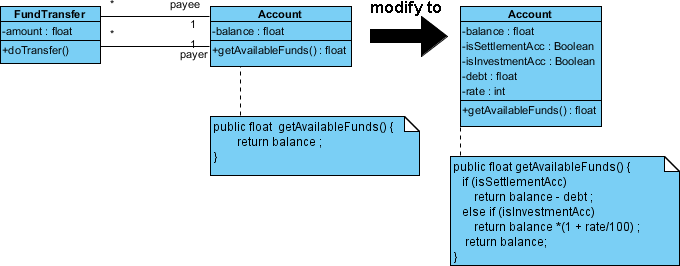 FundTransfer
-amount : float
+doTransfer()
*
payee
1
*
1
payer
Account
-balance : float
+getAvailableFunds() : float
public float  getAvailableFunds() {
return balance ;
}
modify to
Account
-balance : float
-isSettlementAcc : Boolean
-isInvestmentAcc : Boolean
-debt : float
-rate : int
+getAvailableFunds() : float
public float getAvailableFunds() {
if (isSettlementAcc)
return balance - debt ;
else if (isInvestmentAcc)
return balance *(1 + rate/100) ;
return balance;
}